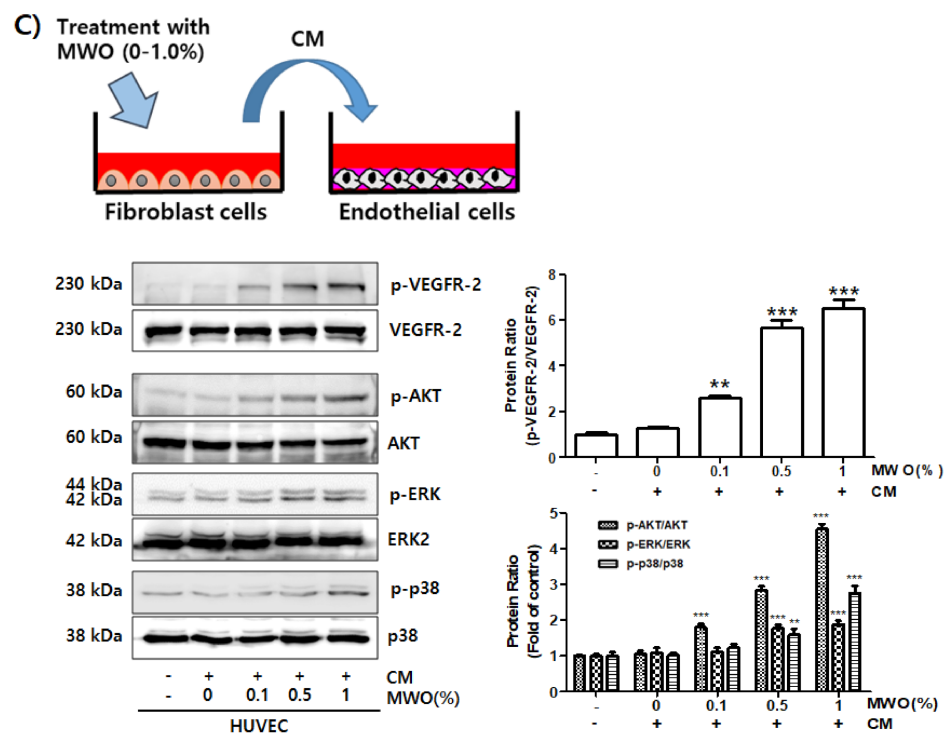 C)
Treatment with
MWO (0-1.0%)
CM
Fibroblast cells
Endothelial cells
230 kDa
p-VEGFR-2
230 kDa
VEGFR-2
60 kDa
p-AKT
60 kDa
AKT
44 kDa
42 kDa
p-ERK
42 kDa
ERK2
38 kDa
p-p38
38 kDa
p38
- + + + + CM
- 0 0.1 0.5 1 MWO(%)
HUVEC
Protein Ratio
(p-VEGFR-2/VEGFR-2)
8
6
4
2
0
**
***
***
- 0 0.1 0.5 1 MWO(%)
- + + + + CM
Protein Ratio
(Fold of control)
5
4
3
2
1
0
p-AKT/AKT
p-ERK/ERK
p-p38/p38
***
***
***
**
***
***
***
- 0 0.1 0.5 1 MWO(%)
- + + + + CM